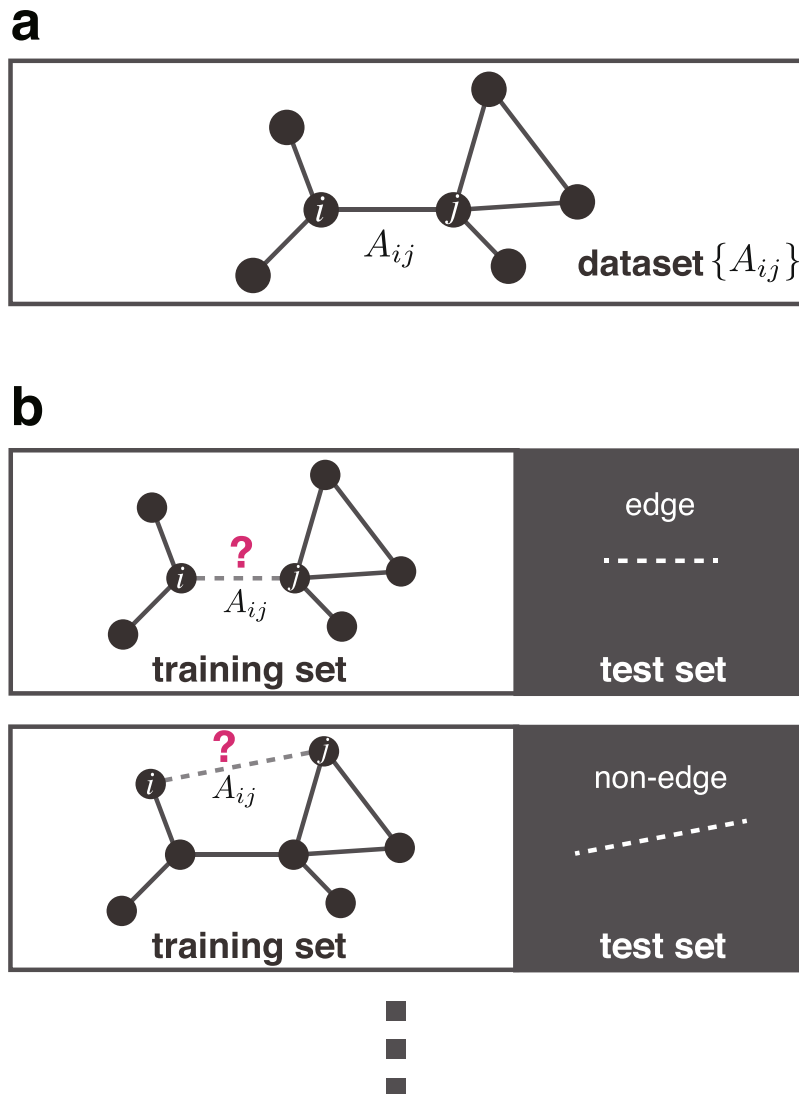 a
i
j
A_{ij}
dataset {A_{ij}}
b
edge
?
i
j
A_{ij}
training set
test set
?
j
i
A_{ij}
non-edge
training set
test set